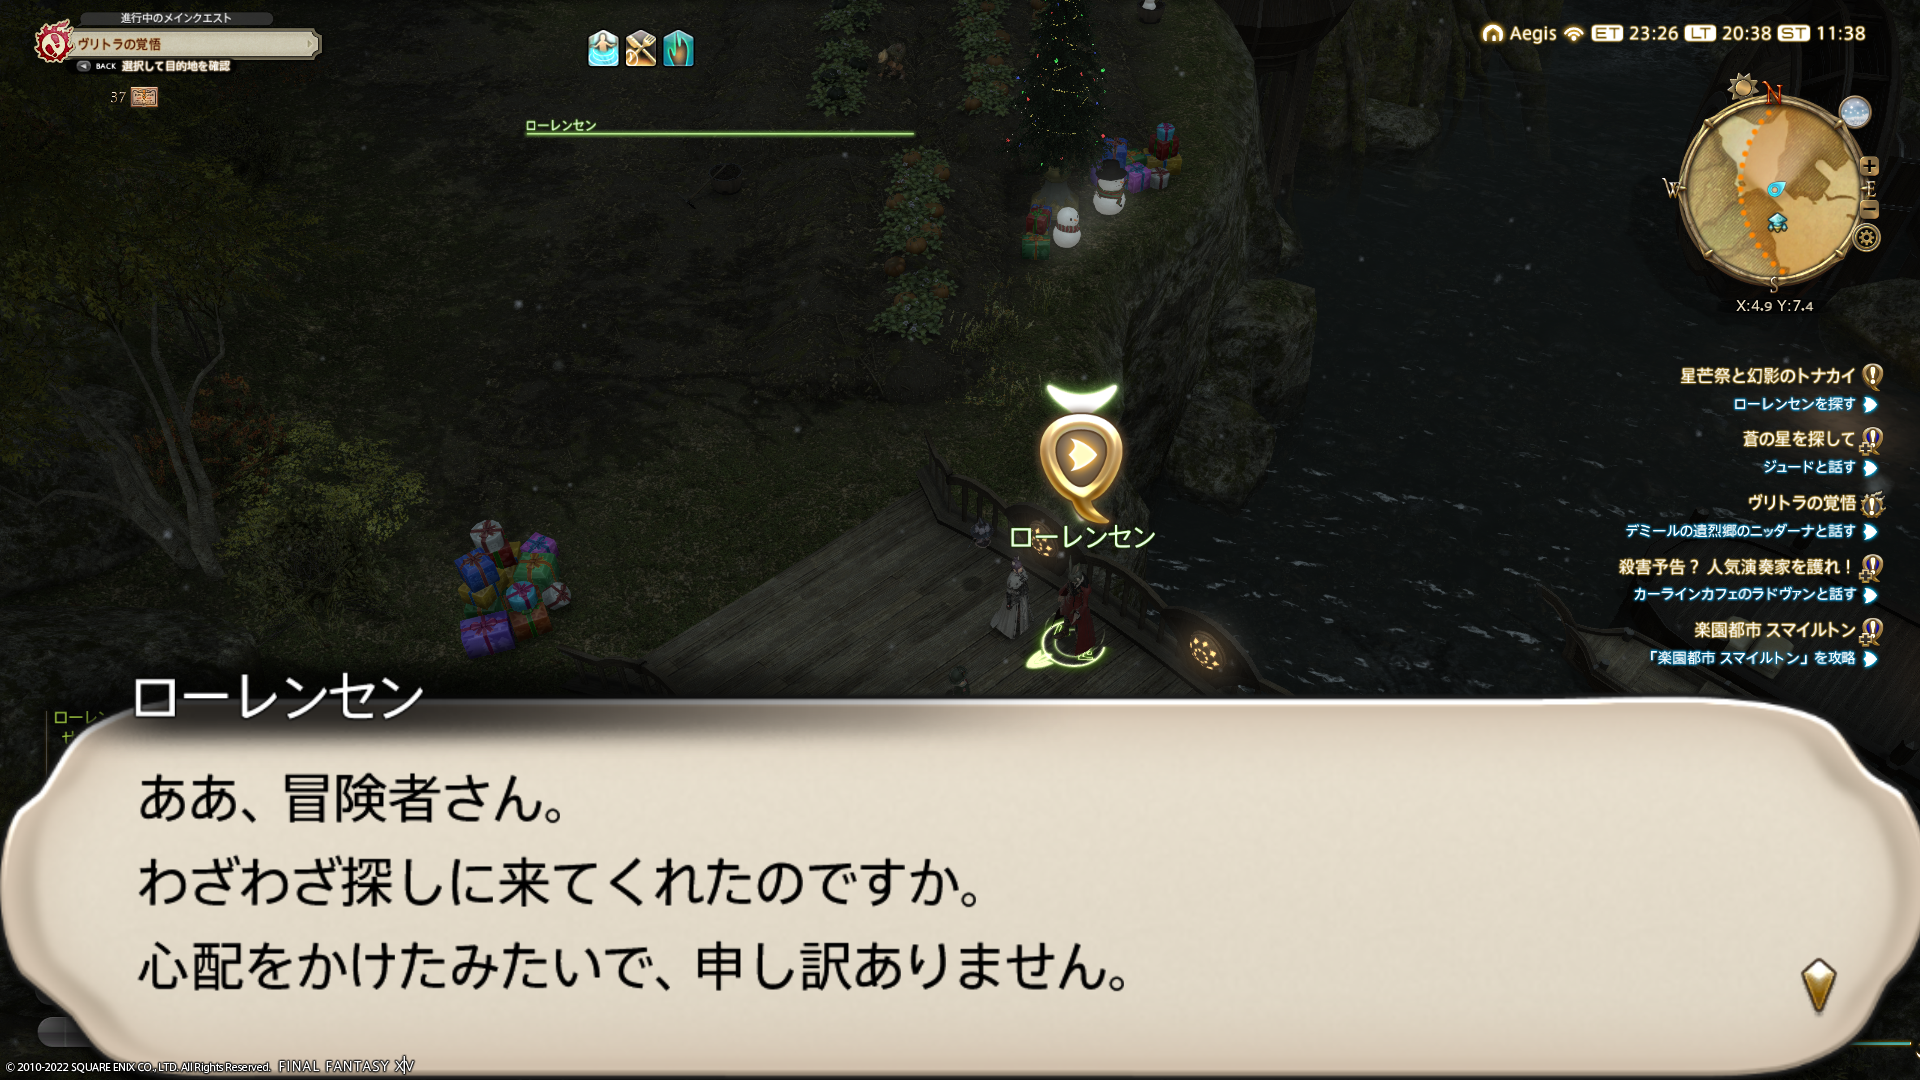 進行中のメインクエスト
ヴリトラの覚悟
BACK 選択して目的地を確認
37
ローレンセン
Aegis ET 23:26 LT 20:38 ST 11:38
N
W
E
S
X:4.9 Y:7.4
星芒祭と幻影のトナカイ
ローレンセンを探す
蒼の星を探して
ジュードと話す
ヴリトラの覚悟
デミールの遺烈郷のニッダーナと話す
殺害予告？ 人気演奏家を護れ！
カーラインカフェのラドヴァンと話す
楽園都市 スマイルトン
「楽園都市 スマイルトン」を攻略
ローレンセン
ローレンセン
ああ、冒険者さん。
わざわざ探しに来てくれたのですか。
心配をかけたみたいで、申し訳ありません。
© 2010-2022 SQUARE ENIX CO., LTD. All Rights Reserved. FINAL FANTASY XIV